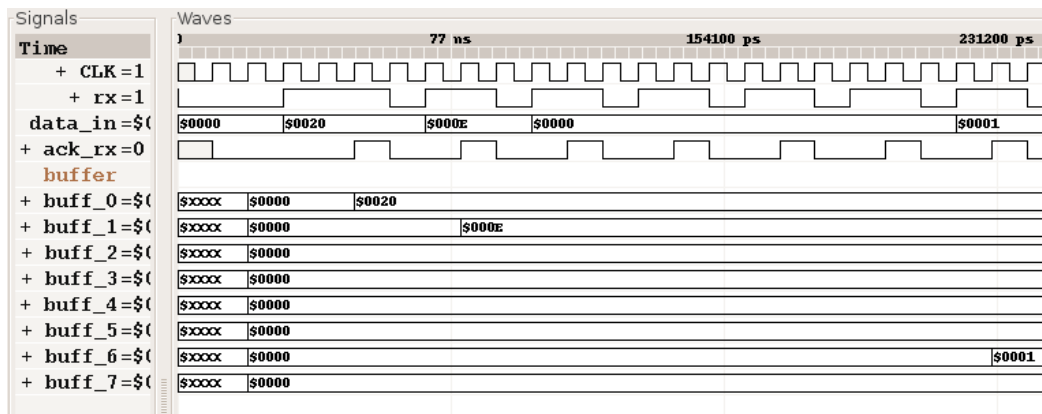 Signals Waves
Time ) 77 ns 154100 ps 231200 ps
+ CLK=1
+ rx=1
data_in=$( $0000 $0020 $000E $0000 $0001
+ ack_rx=0
buffer
+ buff_0=$( $XXXX $0000 $0020
+ buff_1=$( $XXXX $0000 $000E
+ buff_2=$( $XXXX $0000
+ buff_3=$( $XXXX $0000
+ buff_4=$( $XXXX $0000
+ buff_5=$( $XXXX $0000
+ buff_6=$( $XXXX $0000 $0001
+ buff_7=$( $XXXX $0000